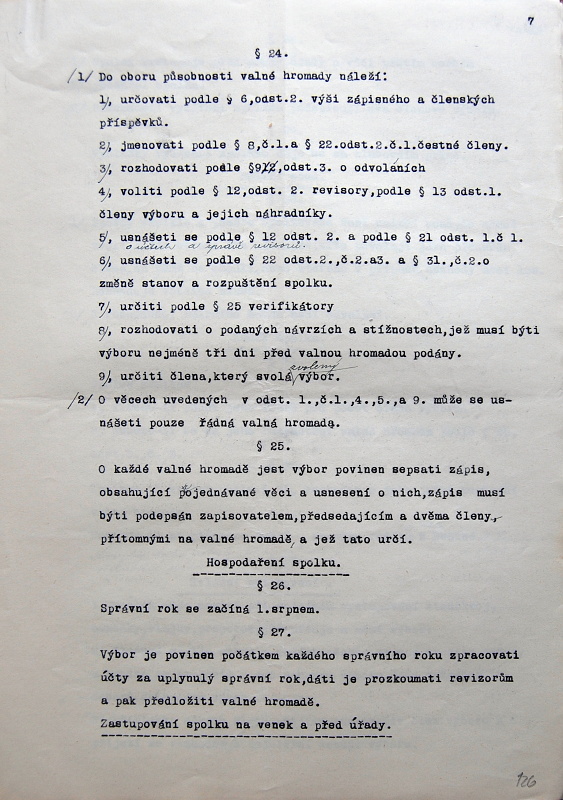 7
§ 24.
/1/ Do oboru působnosti valné hromady náleží:
1/, určovati podle § 6,odst.2. výši zápisného a členských
příspěvků.
2/, jmenovati podle § 8,č.1.a § 22.odst.2.č.1.čestné členy.
3/, rozhodovati podle §9,odst.3. o odvoláních
4/, voliti podle § 12,odst. 2. revisory,podle § 13 odst.1.
členy výboru a jejich náhradníky.
5/, usnášeti se podle § 12 odst. 2. a podle § 21 odst. 1.č 1.
o účtech a zprávě revisorů.
6/, usnášeti se podle § 22 odst.2.,č.2.a3. a § 31.,č.2.o
změně stanov a rozpuštění spolku.
7/, určiti podle § 25 verifikátory
8/, rozhodovati o podaných návrzích a stížnostech,jež musí býti
výboru nejméně tři dni před valnou hromadou podány.
9/, určiti člena,který svolá zvolený výbor.
/2/ O věcech uvedených v odst. 1.,č.1.,4.,5.,a 9. může se us-
nášeti pouze řádná valná hromada.
§ 25.
O každé valné hromadě jest výbor povinen sepsati zápis,
obsahující projednávané věci a usnesení o nich,zápis musí
býti podepsán zapisovatelem,předsedajícím a dvěma členy,
přítomnými na valné hromadě, a jež tato určí.
Hospodaření spolku.
§ 26.
Správní rok se začíná 1.srpnem.
§ 27.
Výbor je povinen počátkem každého správního roku zpracovati
účty za uplynulý správní rok,dáti je prozkoumati revizorům
a pak předložiti valné hromadě.
Zastupování spolku na venek a před úřady.
126